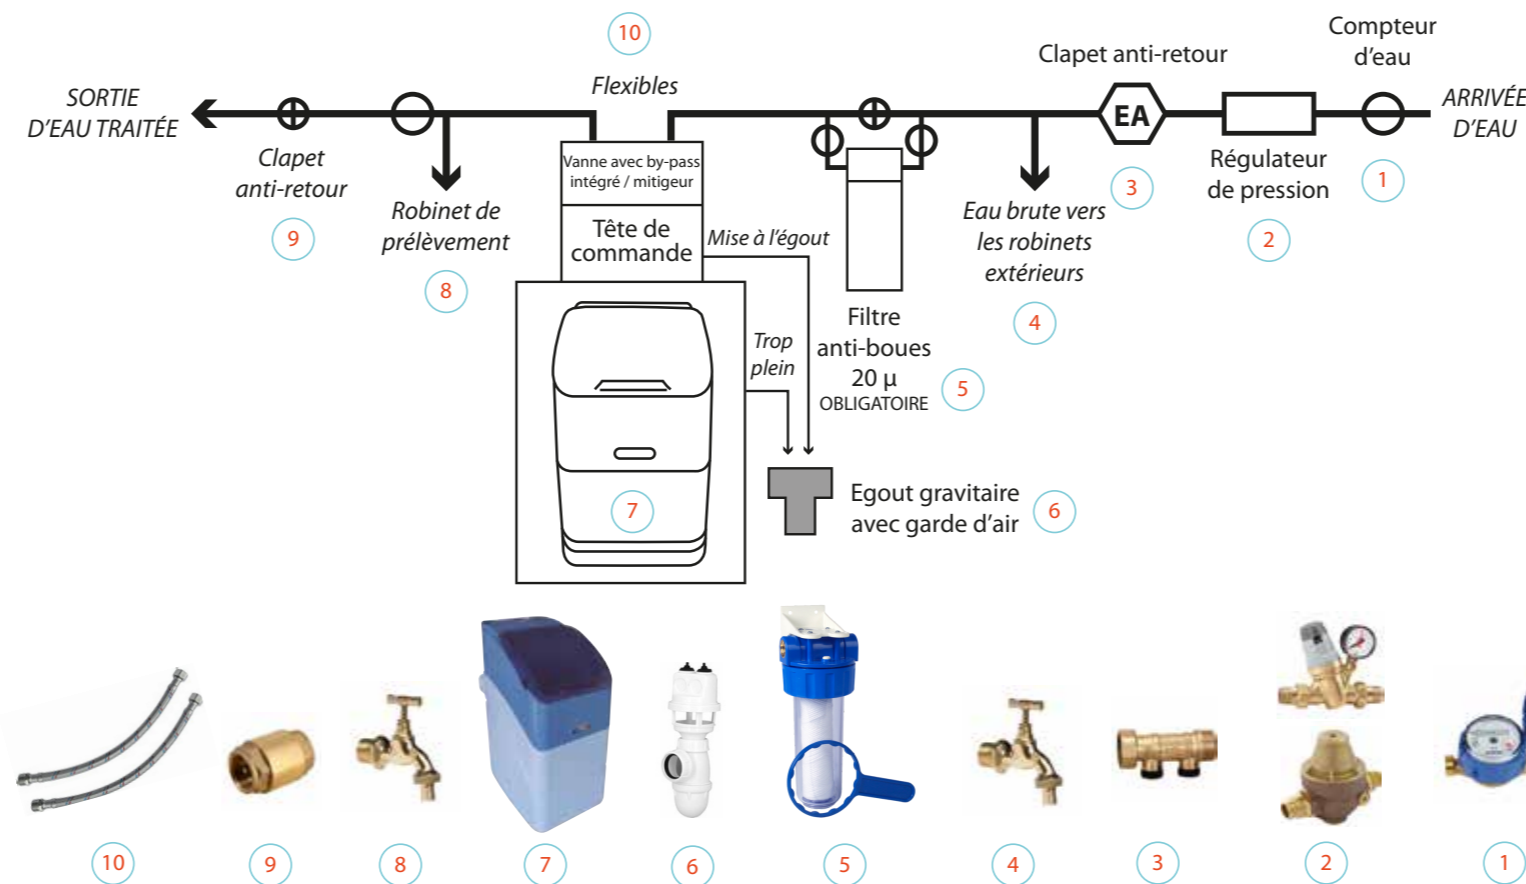 10
Flexibles
SORTIE
D'EAU TRAITÉE
Clapet
anti-retour
9
Robinet de
prélèvement
8
Vanne avec by-pass
intégré / mitigeur
Tête de
commande
Mise à l'égout
Trop
plein
7
Filtre
anti-boues
20 µ
OBLIGATOIRE
5
Egout gravitaire
avec garde d'air
6
Eau brute vers
les robinets
extérieurs
4
Clapet anti-retour
EA
3
Régulateur
de pression
2
Compteur
d'eau
1
ARRIVÉE
D'EAU
10
9
8
7
6
5
4
3
2
1